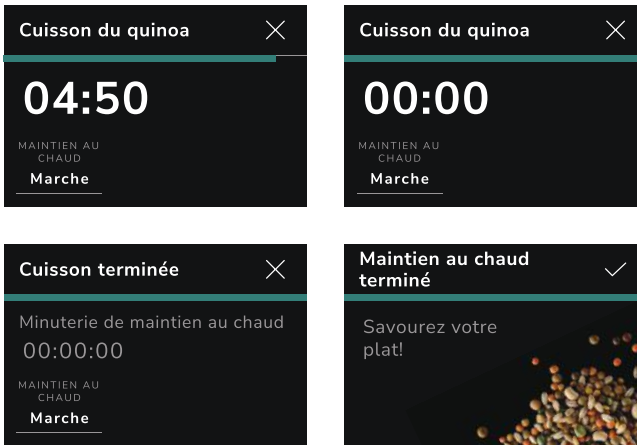 Cuisson du quinoa
04:50
MAINTIEN AU
CHAUD
Marche
Cuisson du quinoa
00:00
MAINTIEN AU
CHAUD
Marche
Cuisson terminée
Minuterie de maintien au chaud
00:00:00
MAINTIEN AU
CHAUD
Marche
Maintien au chaud
terminé
Savourez votre
plat!